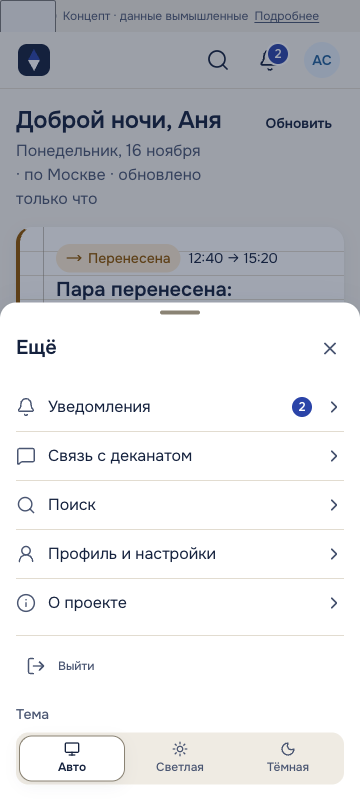 Концепт · данные вымышленные Подробнее
2
АС
Доброй ночи, Аня
Обновить
Понедельник, 16 ноября
· по Москве · обновлено
только что
→ Перенесена 12:40 → 15:20
Пара перенесена:
Ещё
Уведомления 2
Связь с деканатом
Поиск
Профиль и настройки
О проекте
Выйти
Тема
Авто Светлая Тёмная